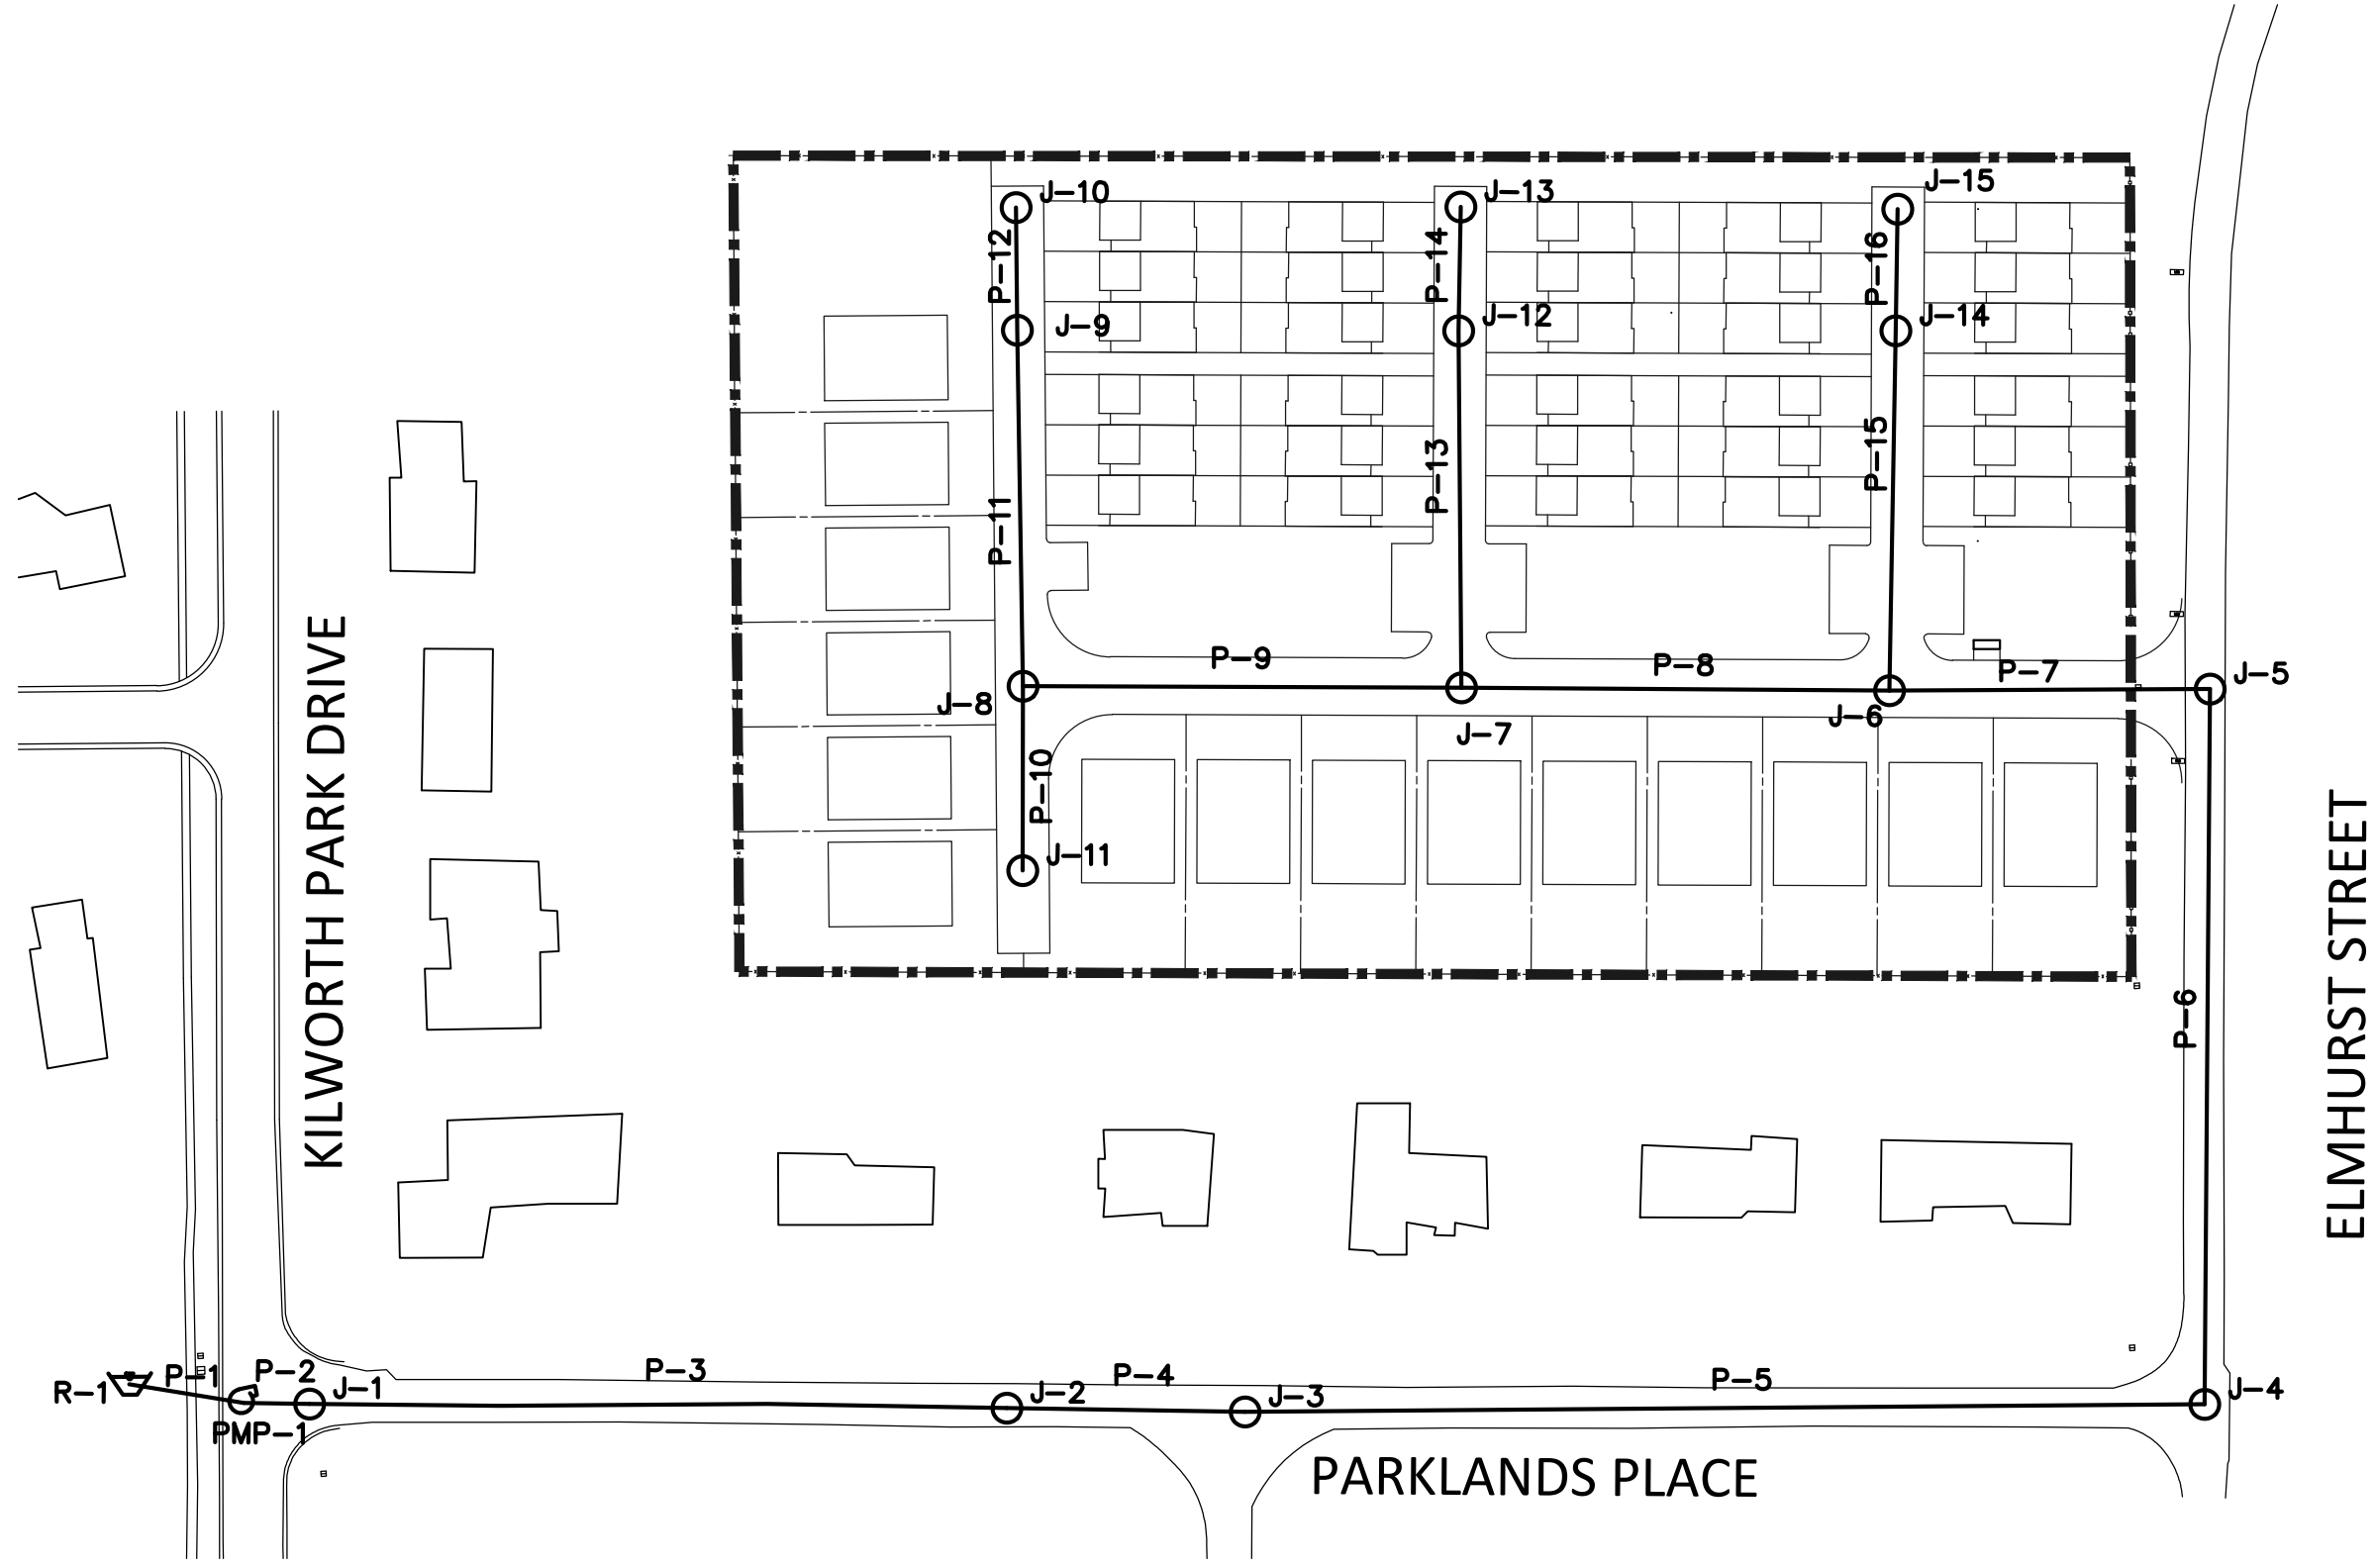 J-10
J-13
J-15
P-12
P-14
P-16
J-9
J-12
J-14
P-11
P-13
P-15
KILWORTH PARK DRIVE
P-9
P-8
P-7
J-5
J-8
J-7
J-6
P-10
J-11
P-6
ELMHURST STREET
R-1
P-1
P-2
J-1
PMP-1
P-3
J-2
P-4
J-3
P-5
J-4
PARKLANDS PLACE